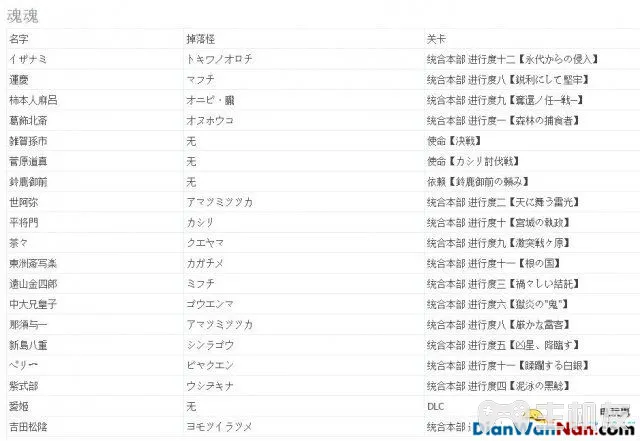 魂魂
名字 掉落怪 关卡
イザナミ トキワノオロチ 统合本部 进行度十二【永代からの侵入】
運慶 マフチ 统合本部 进行度八【鋭利にして堅牢】
柿本人麻呂 オニビ・朧 统合本部 进行度九【奪還ノ任─戦─】
葛飾北斎 オヌホウコ 统合本部 进行度一【森林の捕食者】
雑賀孫市 无 使命【決戦】
菅原道真 无 使命【カシリ討伐戦】
鈴鹿御前 无 依赖【鈴鹿御前の頼み】
世阿弥 アマツミツツカ 统合本部 进行度二【天に舞う雷光】
平将門 カシリ 统合本部 进行度十【宮城の執政】
茶々 クエヤマ 统合本部 进行度九【激突戦ヶ原】
東洲斎写楽 カガチメ 统合本部 进行度十一【根の国】
遠山金四郎 ミフチ 统合本部 进行度三【禍々しい結託】
中大兄皇子 ゴウエンマ 统合本部 进行度六【獄炎の"鬼"】
那須与一 アマツミツツカ 统合本部 进行度八【厳かな雷客】
新島八重 シンラゴウ 统合本部 进行度五【凶星、降臨す】
ペリー ビャクエン 统合本部 进行度十一【蹂躙する白銀】
紫式部 ウシヲキナ 统合本部 进行度四【泥泳の黒鯰】
愛姫 无 DLC
吉田松陰 ヨモツイラツメ 统合本部
DianWanNan.com